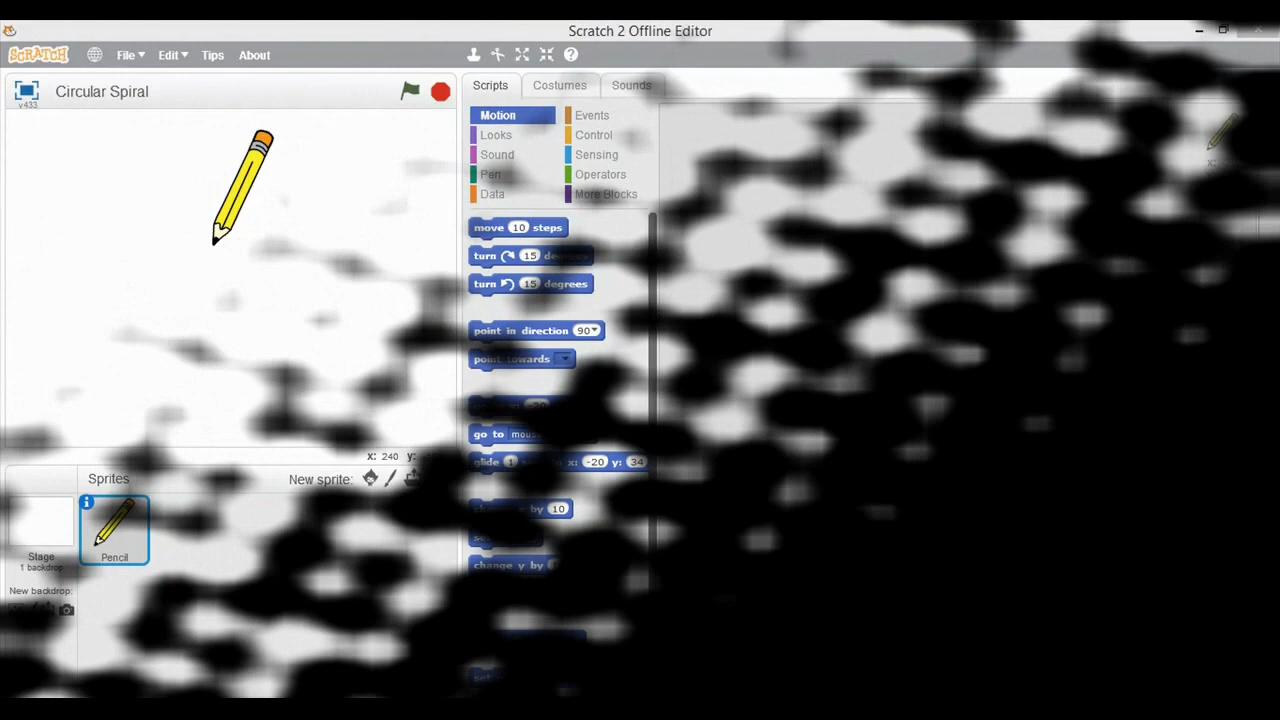 Scratch 2 Offline Editor
SCRATCH File Edit Tips About
v433 Circular Spiral
Scripts Costumes Sounds
Motion Events
Looks Control
Sound Sensing
Pen Operators
Data More Blocks
move 10 steps
turn 15 degrees
turn 15 degrees
point in direction 90
point towards
go to
glide 1 x: -20 y: 34
change by 10
change y by
x: 240 y:
Sprites New sprite:
Stage
1 backdrop
Pencil
New backdrop: